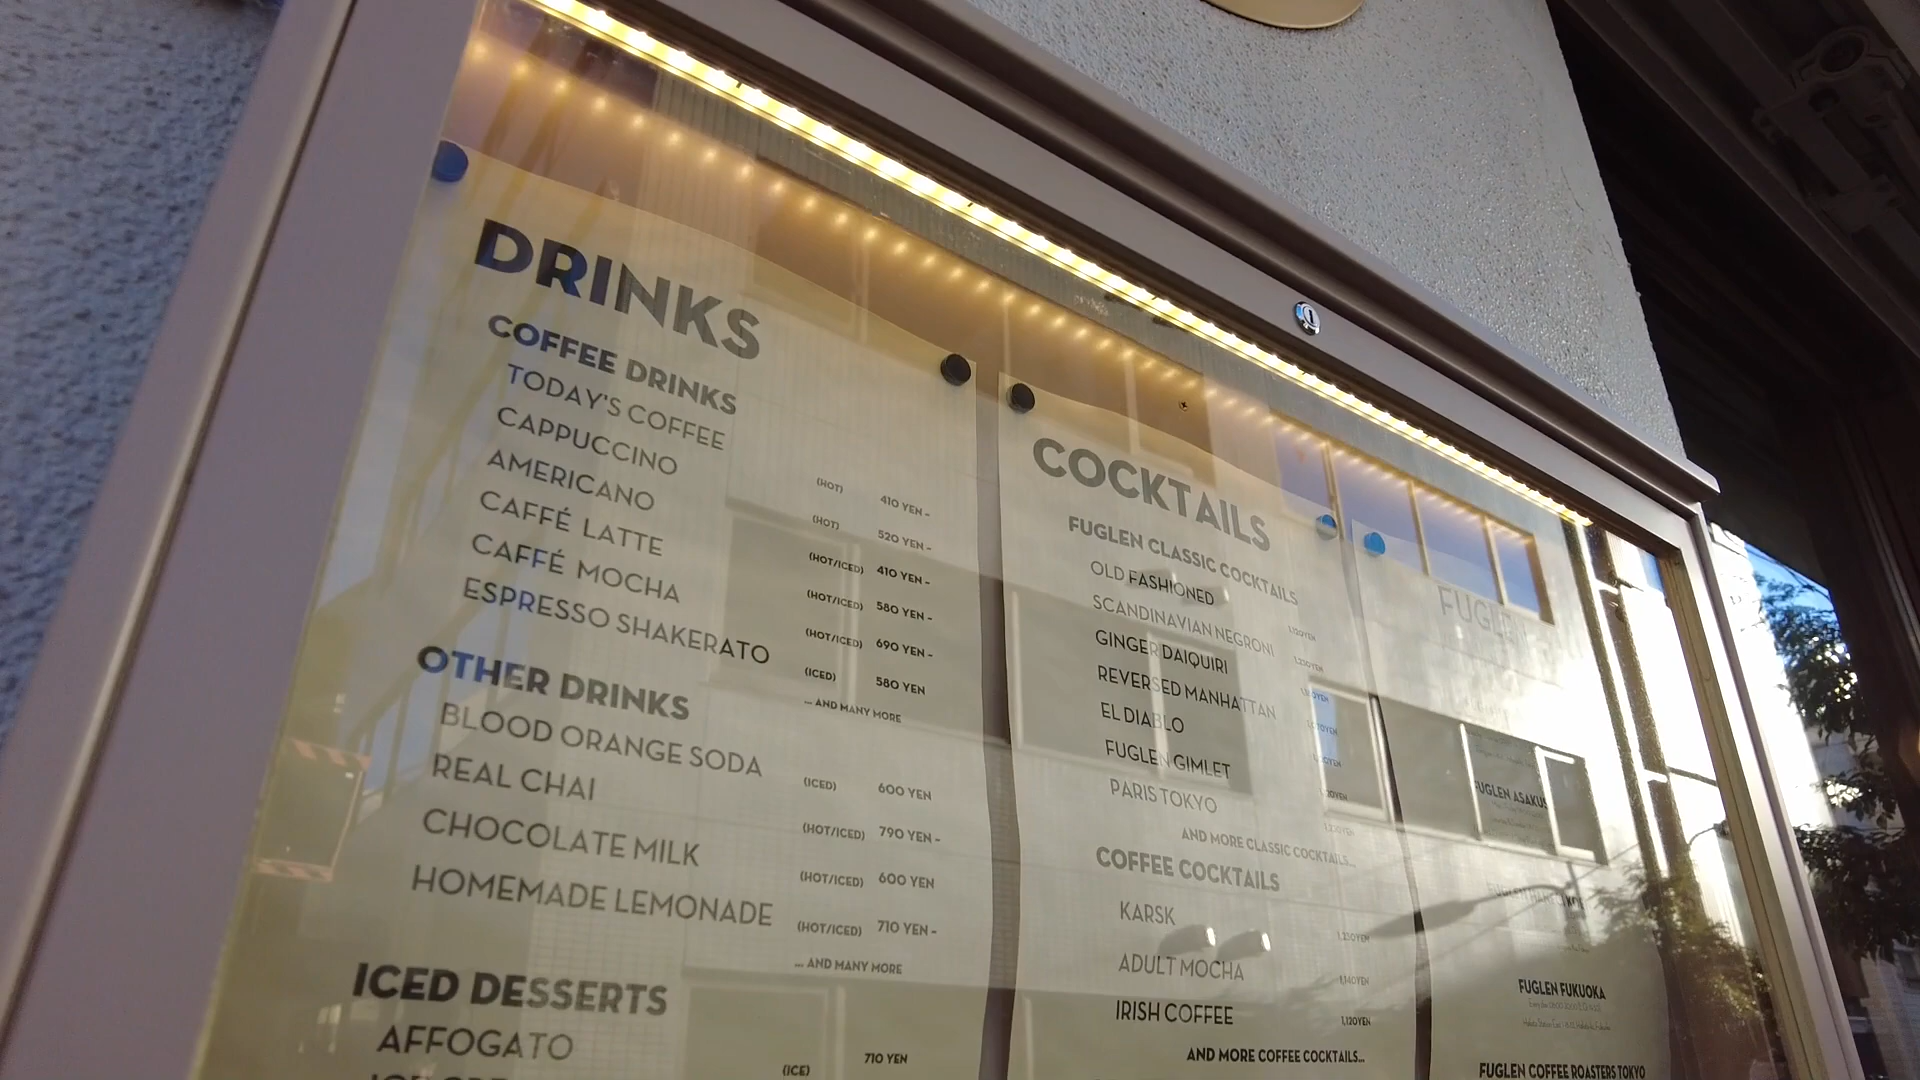 DRINKS
COFFEE DRINKS
TODAY'S COFFEE (HOT) 410 YEN -
CAPPUCCINO (HOT) 520 YEN -
AMERICANO (HOT/ICED) 410 YEN -
CAFFÉ LATTE (HOT/ICED) 580 YEN -
CAFFÉ MOCHA (HOT/ICED) 690 YEN -
ESPRESSO SHAKERATO (ICED) 580 YEN
... AND MANY MORE
OTHER DRINKS
BLOOD ORANGE SODA (ICED) 600 YEN
REAL CHAI (HOT/ICED) 790 YEN -
CHOCOLATE MILK (HOT/ICED) 600 YEN
HOMEMADE LEMONADE (HOT/ICED) 710 YEN -
... AND MANY MORE
ICED DESSERTS
AFFOGATO (ICE) 710 YEN
COCKTAILS
FUGLEN CLASSIC COCKTAILS
OLD FASHIONED
SCANDINAVIAN NEGRONI
GINGER DAIQUIRI
REVERSED MANHATTAN
EL DIABLO
FUGLEN GIMLET
PARIS TOKYO
AND MORE CLASSIC COCKTAILS...
COFFEE COCKTAILS
KARSK
ADULT MOCHA 1,140YEN
IRISH COFFEE 1,120YEN
AND MORE COFFEE COCKTAILS...
FUGLEN
FUGLEN ASAKUS
FUGLEN FUKUOKA
FUGLEN COFFEE ROASTERS TOKYO